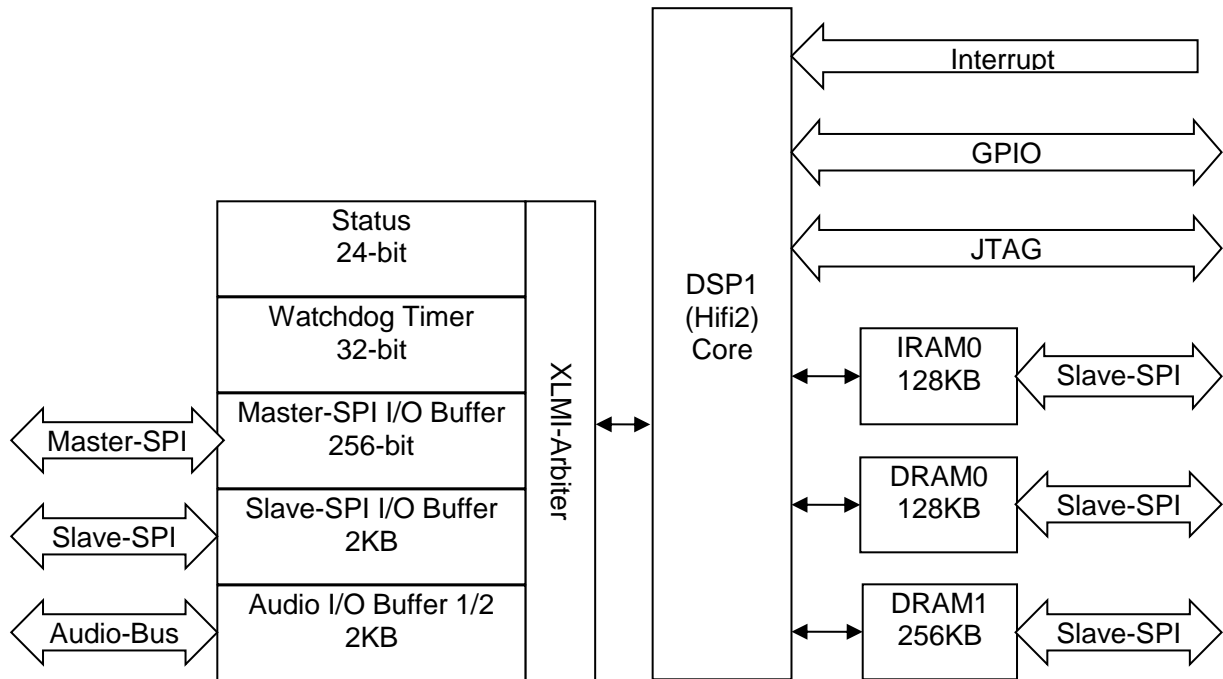 Interrupt
GPIO
JTAG
Status
24-bit
Watchdog Timer
32-bit
Master-SPI
Master-SPI I/O Buffer
256-bit
Slave-SPI
Slave-SPI I/O Buffer
2KB
Audio-Bus
Audio I/O Buffer 1/2
2KB
XLMI-Arbiter
DSP1
(Hifi2)
Core
IRAM0
128KB
Slave-SPI
DRAM0
128KB
Slave-SPI
DRAM1
256KB
Slave-SPI